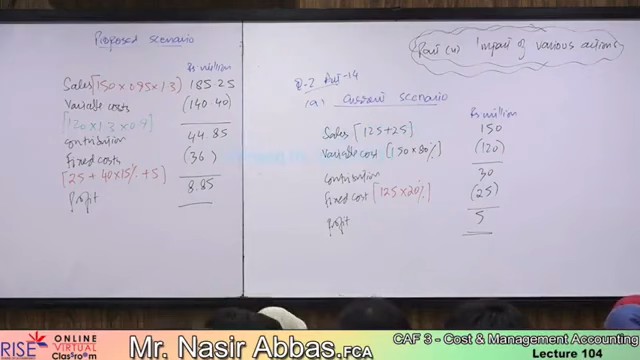 Proposed scenario
Rs million
Sales [150 x 0.95 x 1.3] 185.25
Variable costs (140.40)
[120 x 1.3 x 0.9]
44.85
Contribution
Fixed costs (36)
[25 + 40 x 15% + 5]
8.85
Profit
Part (ii) Impact of various actions
Q.2 Aut-14
(a) Current scenario
Rs million
Sales [125+25] 150
Variable cost [150 x 80%] (120)
Contribution 30
Fixed cost [125 x 20%] (25)
Profit 5
RISE
ONLINE
VIRTUAL
Classroom
Mr. Nasir Abbas, FCA
CAF 3 - Cost & Management Accounting
Lecture 104